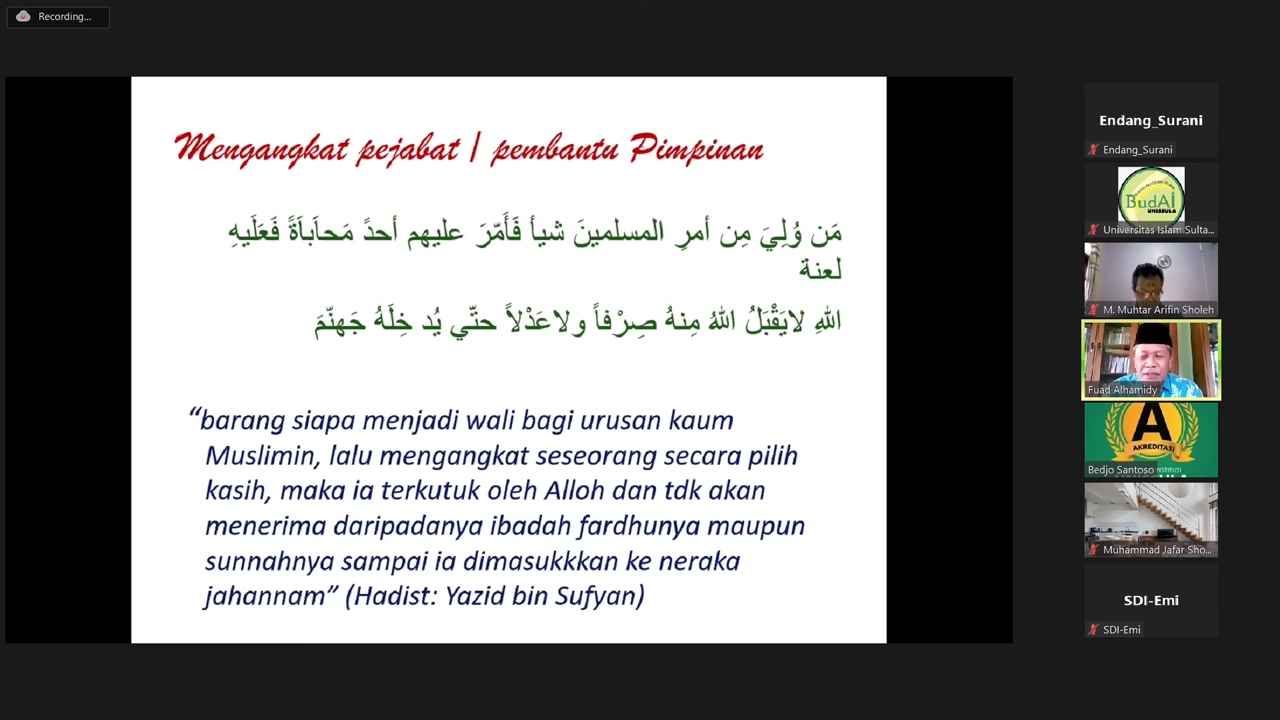 Recording...
Mengangkat pejabat / pembantu Pimpinan
مَن وُلِيَ مِن أمرِ المسلمينَ شيأ فَأَمّرَ عليهم أحدً مَحاَباَةً فَعَلَيهِ
لعنة
اللهِ لايَقْبَلُ اللهُ مِنهُ صِرْفاً ولاعَدْلاً حتّي يُد خِلَهُ جَهنّمَ
“barang siapa menjadi wali bagi urusan kaum
Muslimin, lalu mengangkat seseorang secara pilih
kasih, maka ia terkutuk oleh Alloh dan tdk akan
menerima daripadanya ibadah fardhunya maupun
sunnahnya sampai ia dimasukkkan ke neraka
jahannam” (Hadist: Yazid bin Sufyan)
Endang_Surani
Endang_Surani
BudAI
UNISSULA
Universitas Islam Sulta...
M. Muhtar Arifin Sholeh
Fuad Alhamidy
A
AKREDITASI
INSTITUSI
Bedjo Santoso
Muhammad Jafar Sho...
SDI-Emi
SDI-Emi